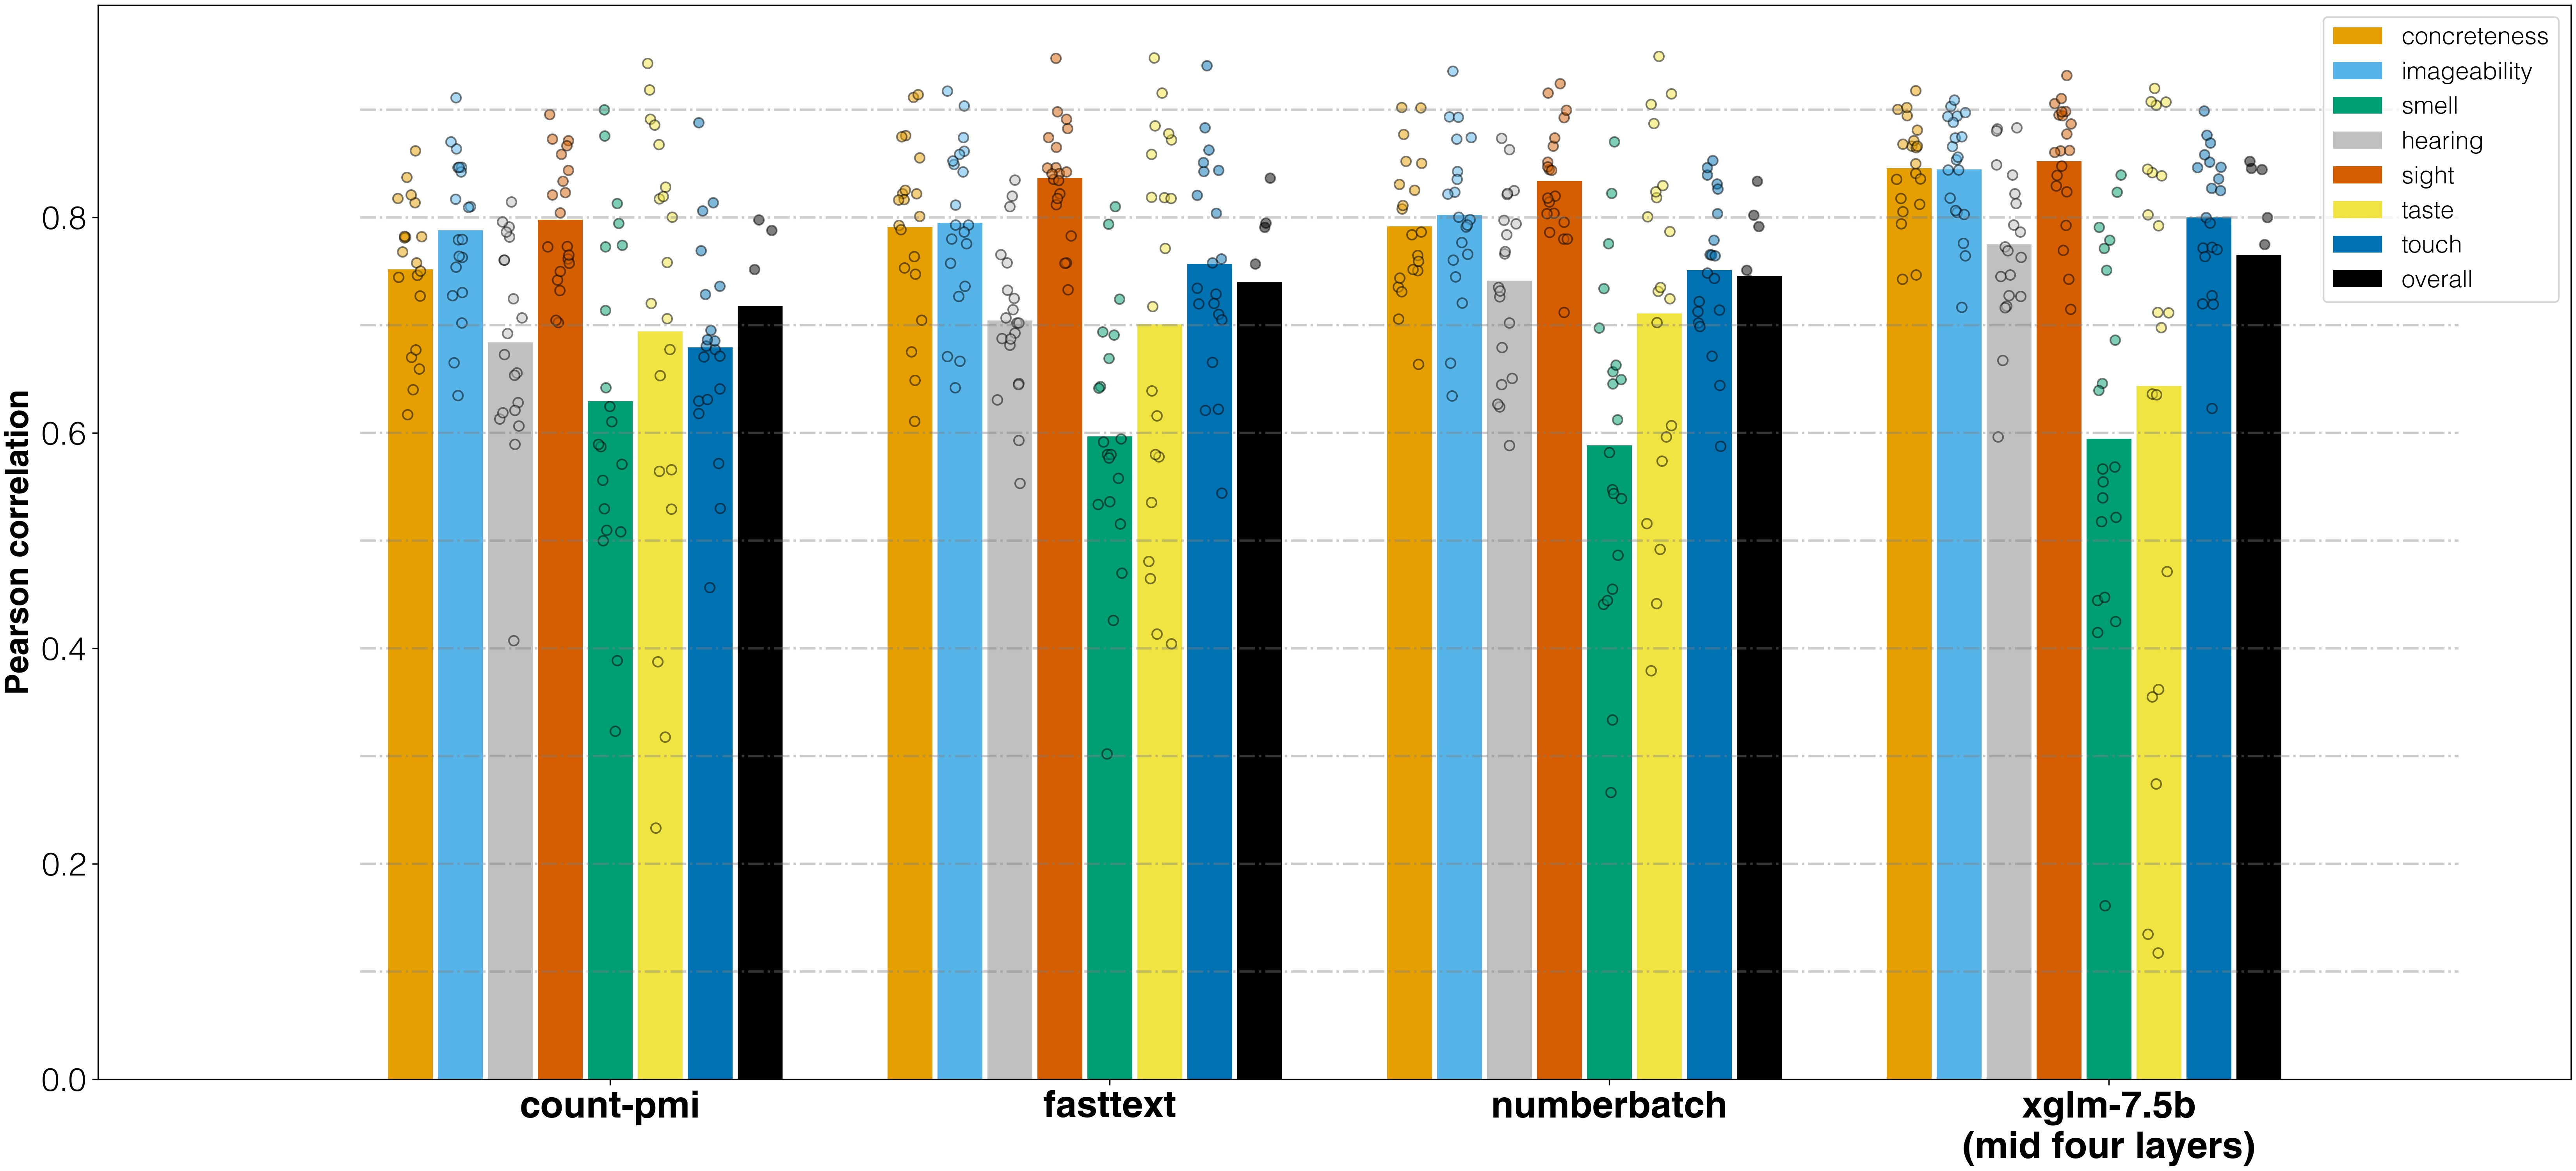 concreteness
imageability
smell
hearing
sight
taste
touch
overall
Pearson correlation
0.8
0.6
0.4
0.2
0.0
count-pmi
fasttext
numberbatch
xglm-7.5b
(mid four layers)